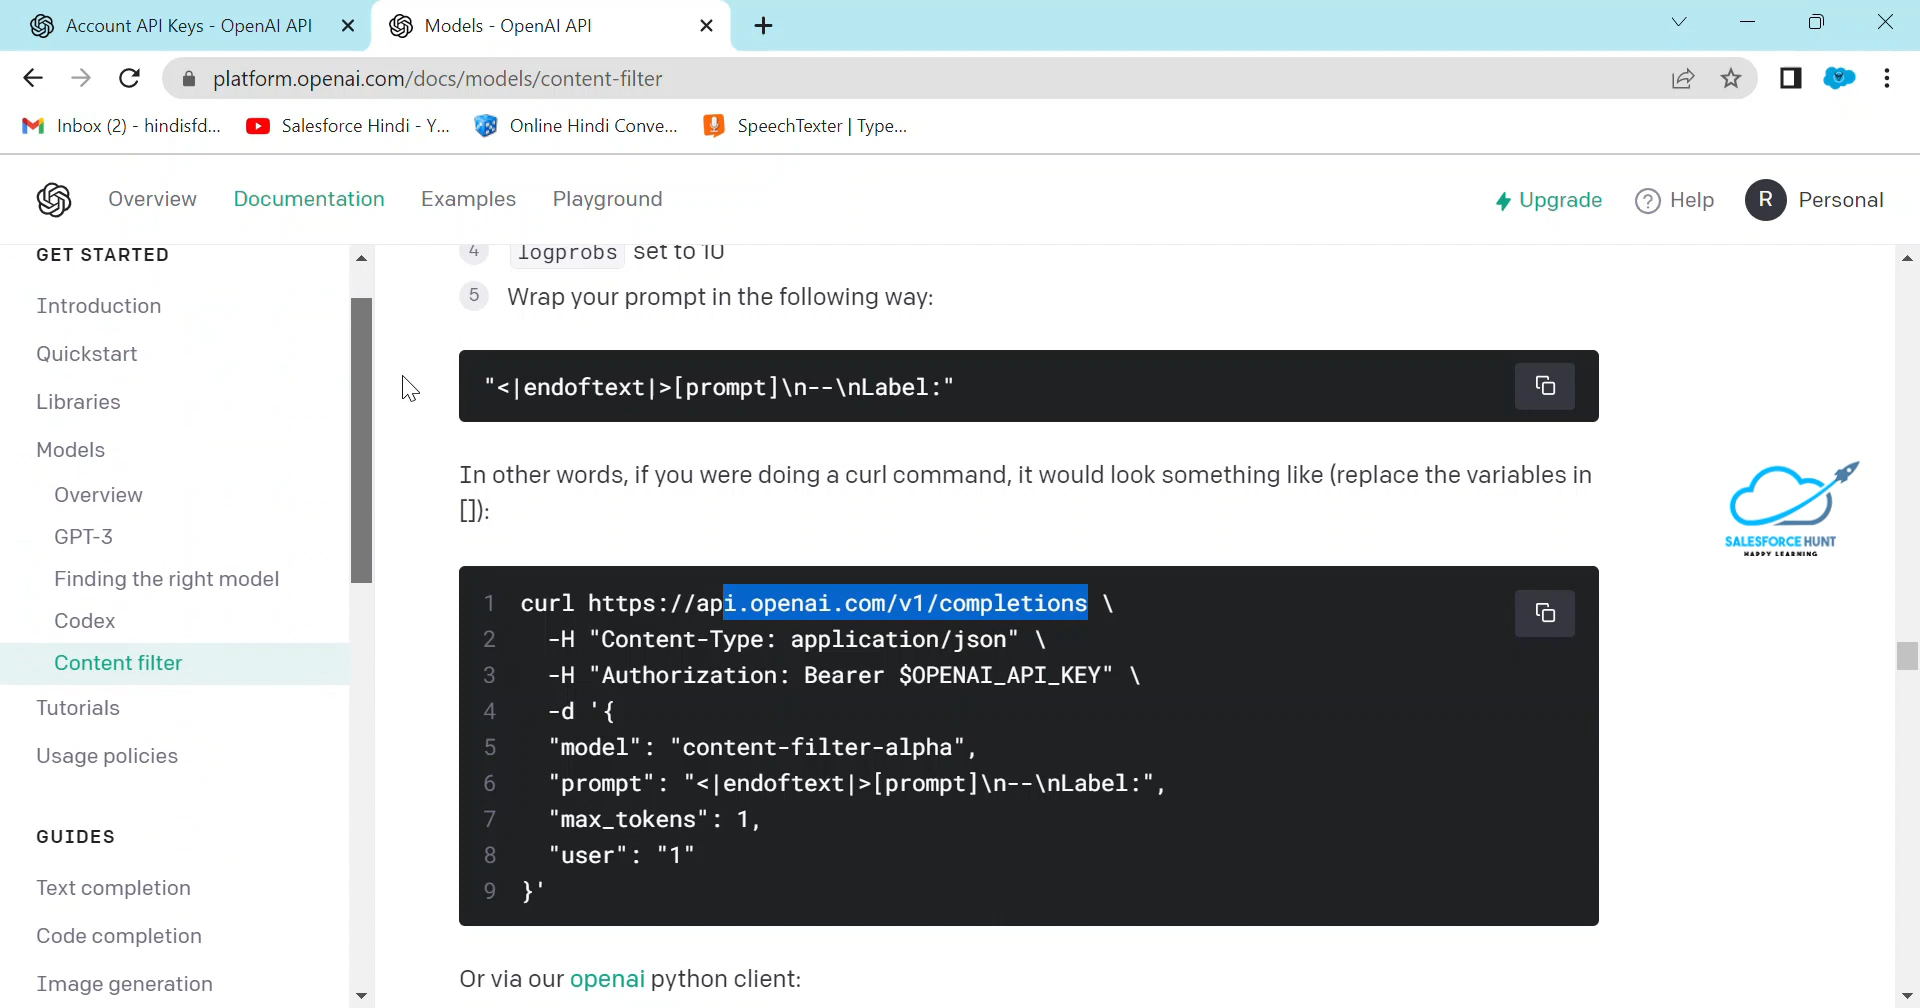 Account API Keys - OpenAI API
Models - OpenAI API
platform.openai.com/docs/models/content-filter
Inbox (2) - hindisfd...
Salesforce Hindi - Y...
Online Hindi Conve...
SpeechTexter | Type...
Overview
Documentation
Examples
Playground
Upgrade
? Help
R Personal
GET STARTED
Introduction
Quickstart
Libraries
Models
Overview
GPT-3
Finding the right model
Codex
Content filter
Tutorials
Usage policies
GUIDES
Text completion
Code completion
Image generation
4 logprobs set to 10
5 Wrap your prompt in the following way:
"<|endoftext|>[prompt]\n--\nLabel:"
In other words, if you were doing a curl command, it would look something like (replace the variables in
[]):
1 curl https://api.openai.com/v1/completions \
2 -H "Content-Type: application/json" \
3 -H "Authorization: Bearer $OPENAI_API_KEY" \
4 -d '{
5 "model": "content-filter-alpha",
6 "prompt": "<|endoftext|>[prompt]\n--\nLabel:",
7 "max_tokens": 1,
8 "user": "1"
9 }'
Or via our openai python client:
SALESFORCE HUNT
HAPPY LEARNING